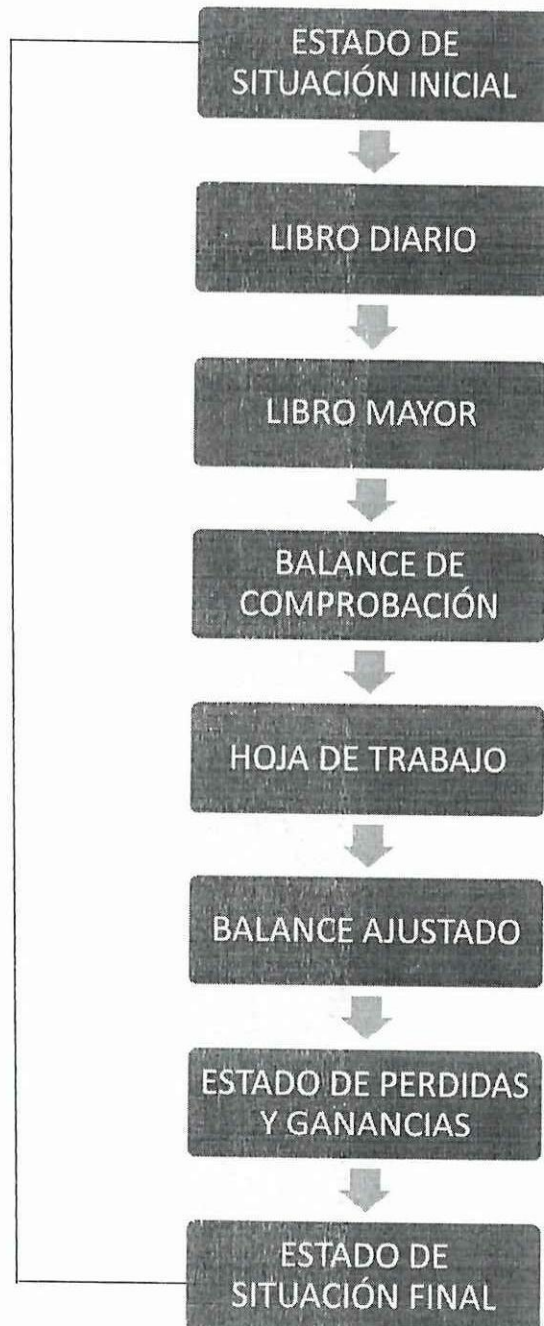 ESTADO DE
SITUACIÓN INICIAL
LIBRO DIARIO
LIBRO MAYOR
BALANCE DE
COMPROBACIÓN
HOJA DE TRABAJO
BALANCE AJUSTADO
ESTADO DE PERDIDAS
Y GANANCIAS
ESTADO DE
SITUACIÓN FINAL